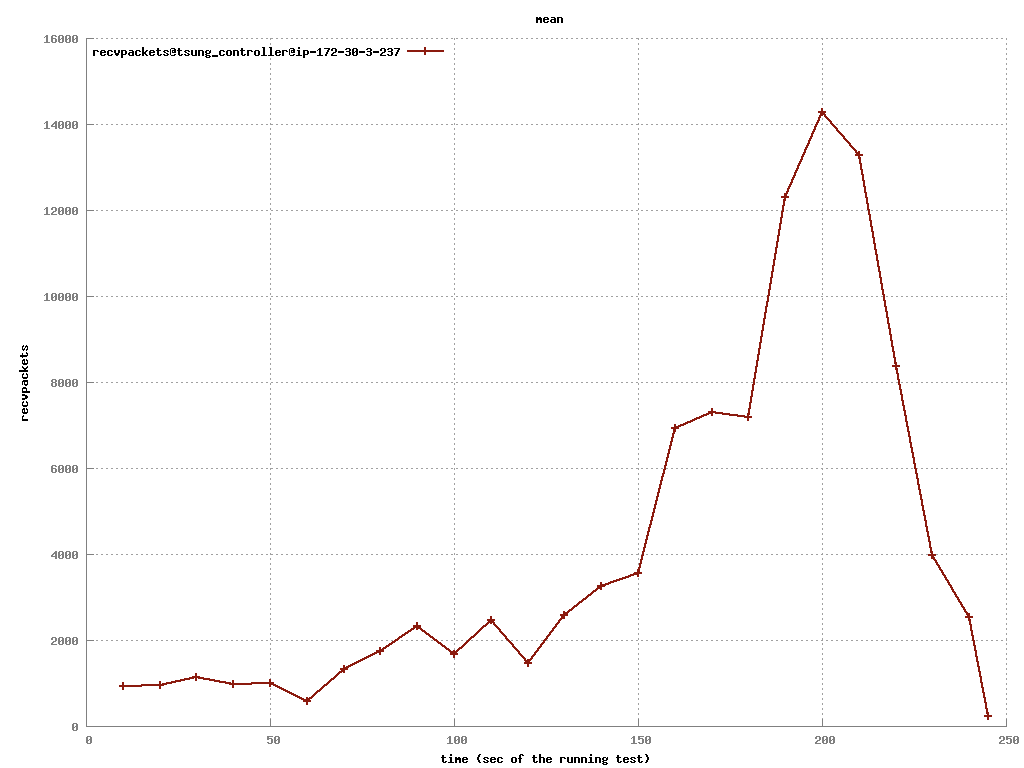 mean
16000
recvpackets@tsung_controller@ip-172-30-3-237
14000
12000
10000
8000
6000
4000
2000
0
recvpackets
0 50 100 150 200 250
time (sec of the running test)